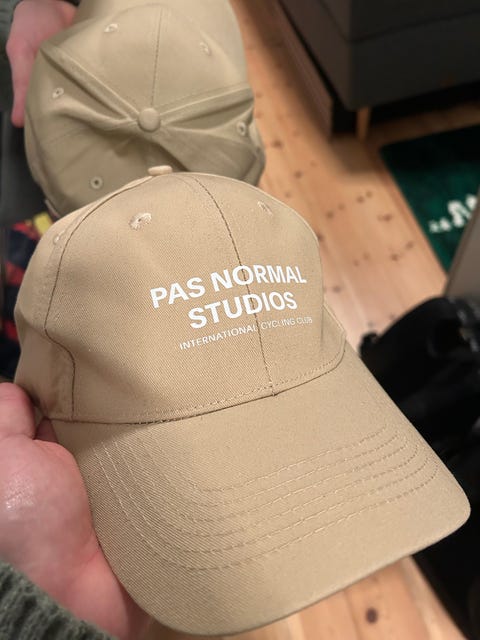 PAS NORMAL
STUDIOS
INTERNATIONAL CYCLING CLUB